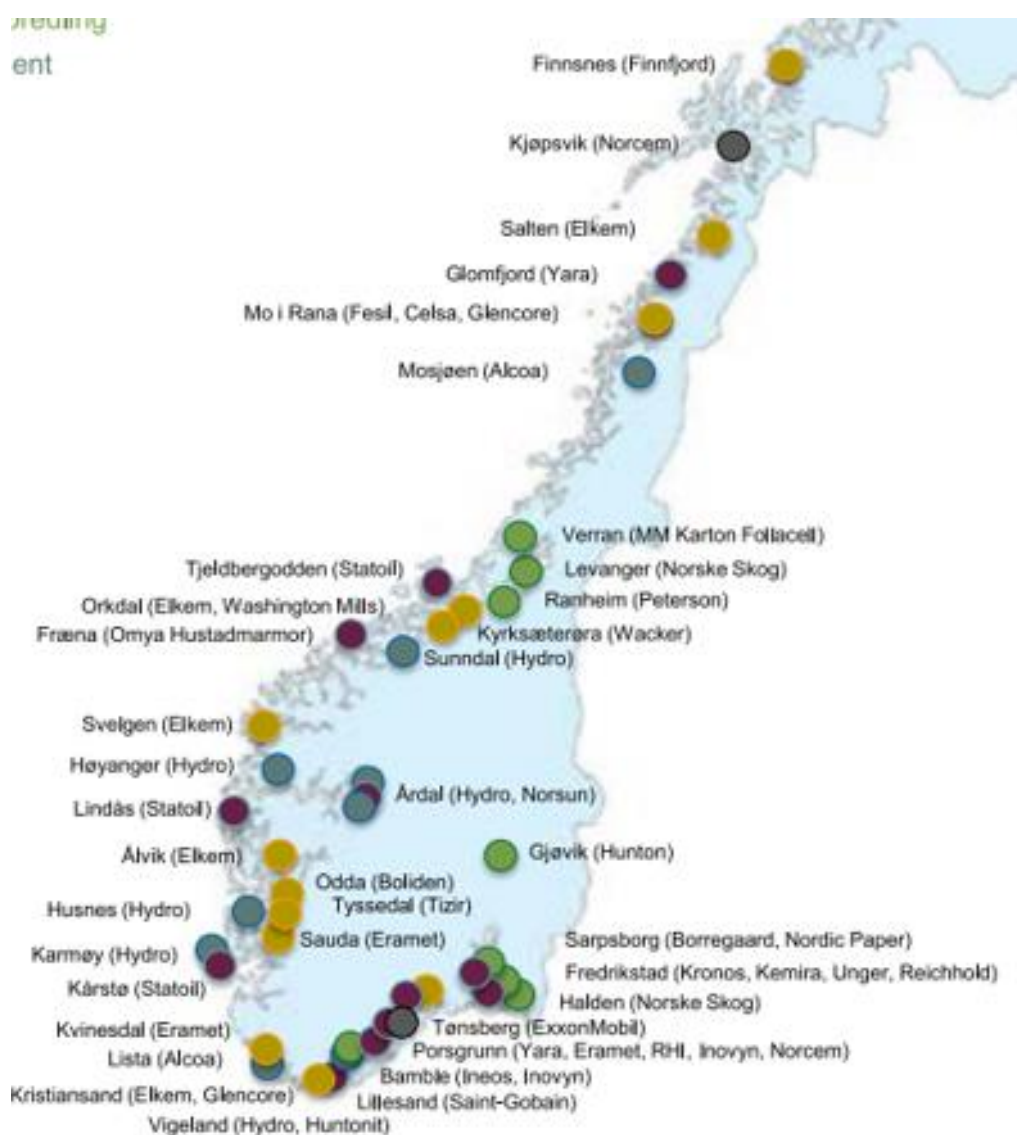 ent
Finnsnes (Finnfjord)
Kjøpsvik (Norcem)
Salten (Elkem)
Glomfjord (Yara)
Mo i Rana (Fesil, Celsa, Glencore)
Mosjøen (Alcoa)
Verran (MM Karton Follacell)
Tjeldbergodden (Statoil)
Levanger (Norske Skog)
Orkdal (Elkem, Washington Mills)
Ranheim (Peterson)
Fræna (Omya Hustadmarmor)
Kyrksæterøra (Wacker)
Sunndal (Hydro)
Svelgen (Elkem)
Høyanger (Hydro)
Årdal (Hydro, Norsun)
Lindås (Statoil)
Ålvik (Elkem)
Gjøvik (Hunton)
Odda (Boliden)
Husnes (Hydro)
Tyssedal (Tizir)
Sauda (Eramet)
Sarpsborg (Borregaard, Nordic Paper)
Karmøy (Hydro)
Fredrikstad (Kronos, Kemira, Unger, Reichhold)
Kårstø (Statoil)
Halden (Norske Skog)
Kvinesdal (Eramet)
Tønsberg (ExxonMobil)
Lista (Alcoa)
Porsgrunn (Yara, Eramet, RHI, Inovyn, Norcem)
Bamble (Ineos, Inovyn)
Kristiansand (Elkem, Glencore)
Lillesand (Saint-Gobain)
Vigeland (Hydro, Huntonit)